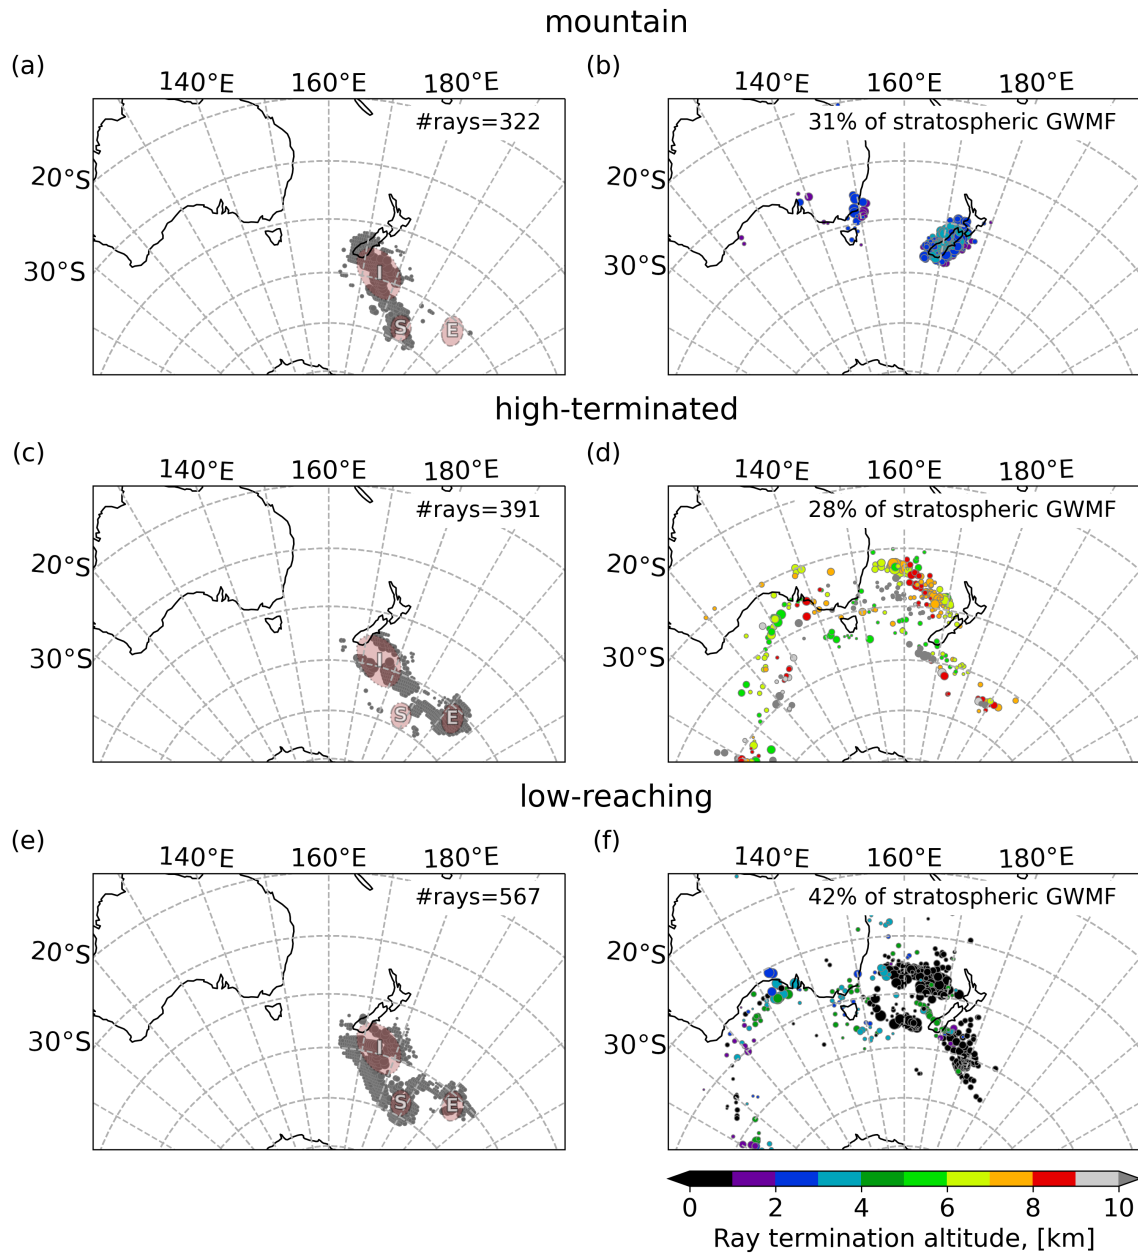 mountain
(a)
(b)
140°E 160°E 180°E
140°E 160°E 180°E
#rays=322
31% of stratospheric GWMF
20°S
20°S
30°S
30°S
I
S
E
high-terminated
(c)
(d)
140°E 160°E 180°E
140°E 160°E 180°E
#rays=391
28% of stratospheric GWMF
20°S
20°S
30°S
30°S
I
S
E
low-reaching
(e)
(f)
140°E 160°E 180°E
140°E 160°E 180°E
#rays=567
42% of stratospheric GWMF
20°S
20°S
30°S
30°S
I
S
E
0 2 4 6 8 10
Ray termination altitude, [km]